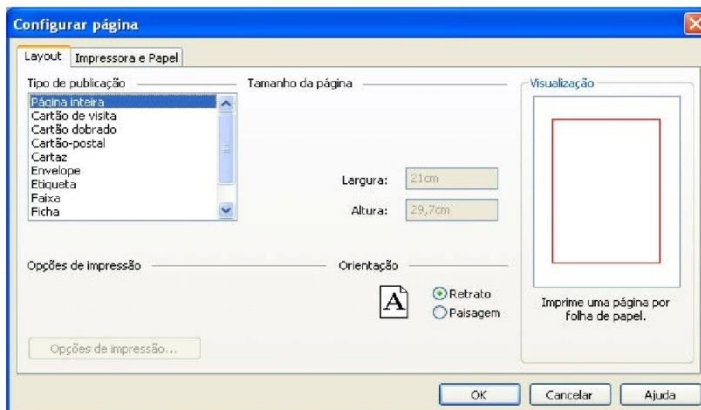 Configurar página
Layout
Impressora e Papel
Tipo de publicação
Tamanho da página
Visualização
Página inteira
Cartão de visita
Cartão dobrado
Cartão-postal
Cartaz
Envelope
Etiqueta
Faixa
Ficha
Largura: 21cm
Altura: 29,7cm
Opções de impressão
Orientação
A
Retrato
Paisagem
Imprime uma página por
folha de papel.
Opções de impressão...
OK
Cancelar
Ajuda